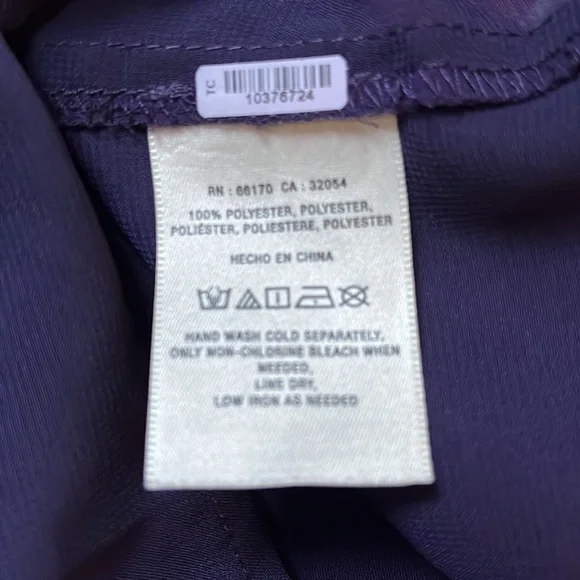 TC
10376724
RN : 66170 CA : 32054
100% POLYESTER, POLYESTER,
POLIÉSTER, POLIESTERE, POLYESTER
HECHO EN CHINA
HAND WASH COLD SEPARATELY,
ONLY NON-CHLORINE BLEACH WHEN
NEEDED,
LINE DRY,
LOW IRON AS NEEDED